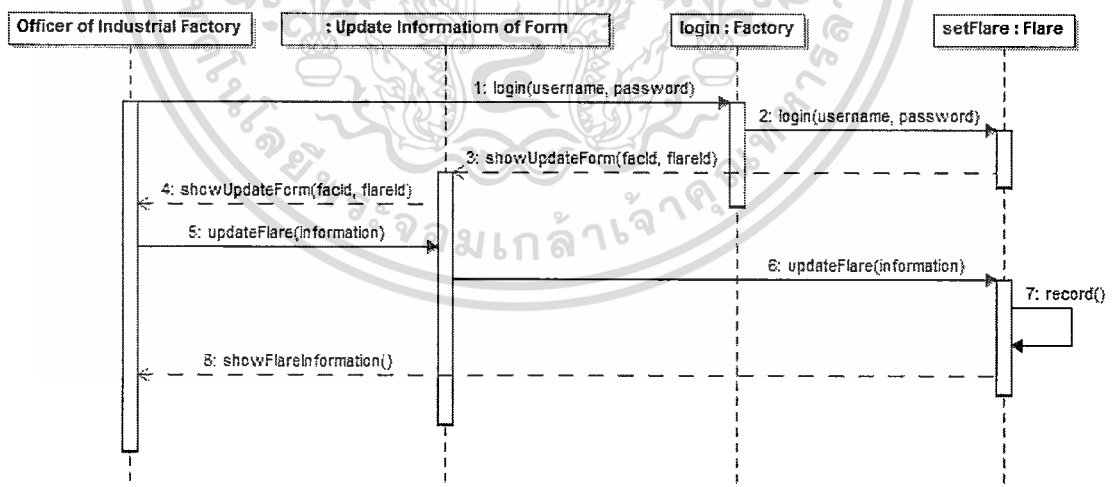 Officer of Industrial Factory
: Update Informatiom of Form
login : Factory
setFlare : Flare
1: login(username, password)
2: login(username, password)
3: showUpdateForm(facId, flareId)
4: showUpdateForm(facid, flareId)
5: updateFlare(information)
6: updateFlare(information)
7: record()
8: showFlareInformation()